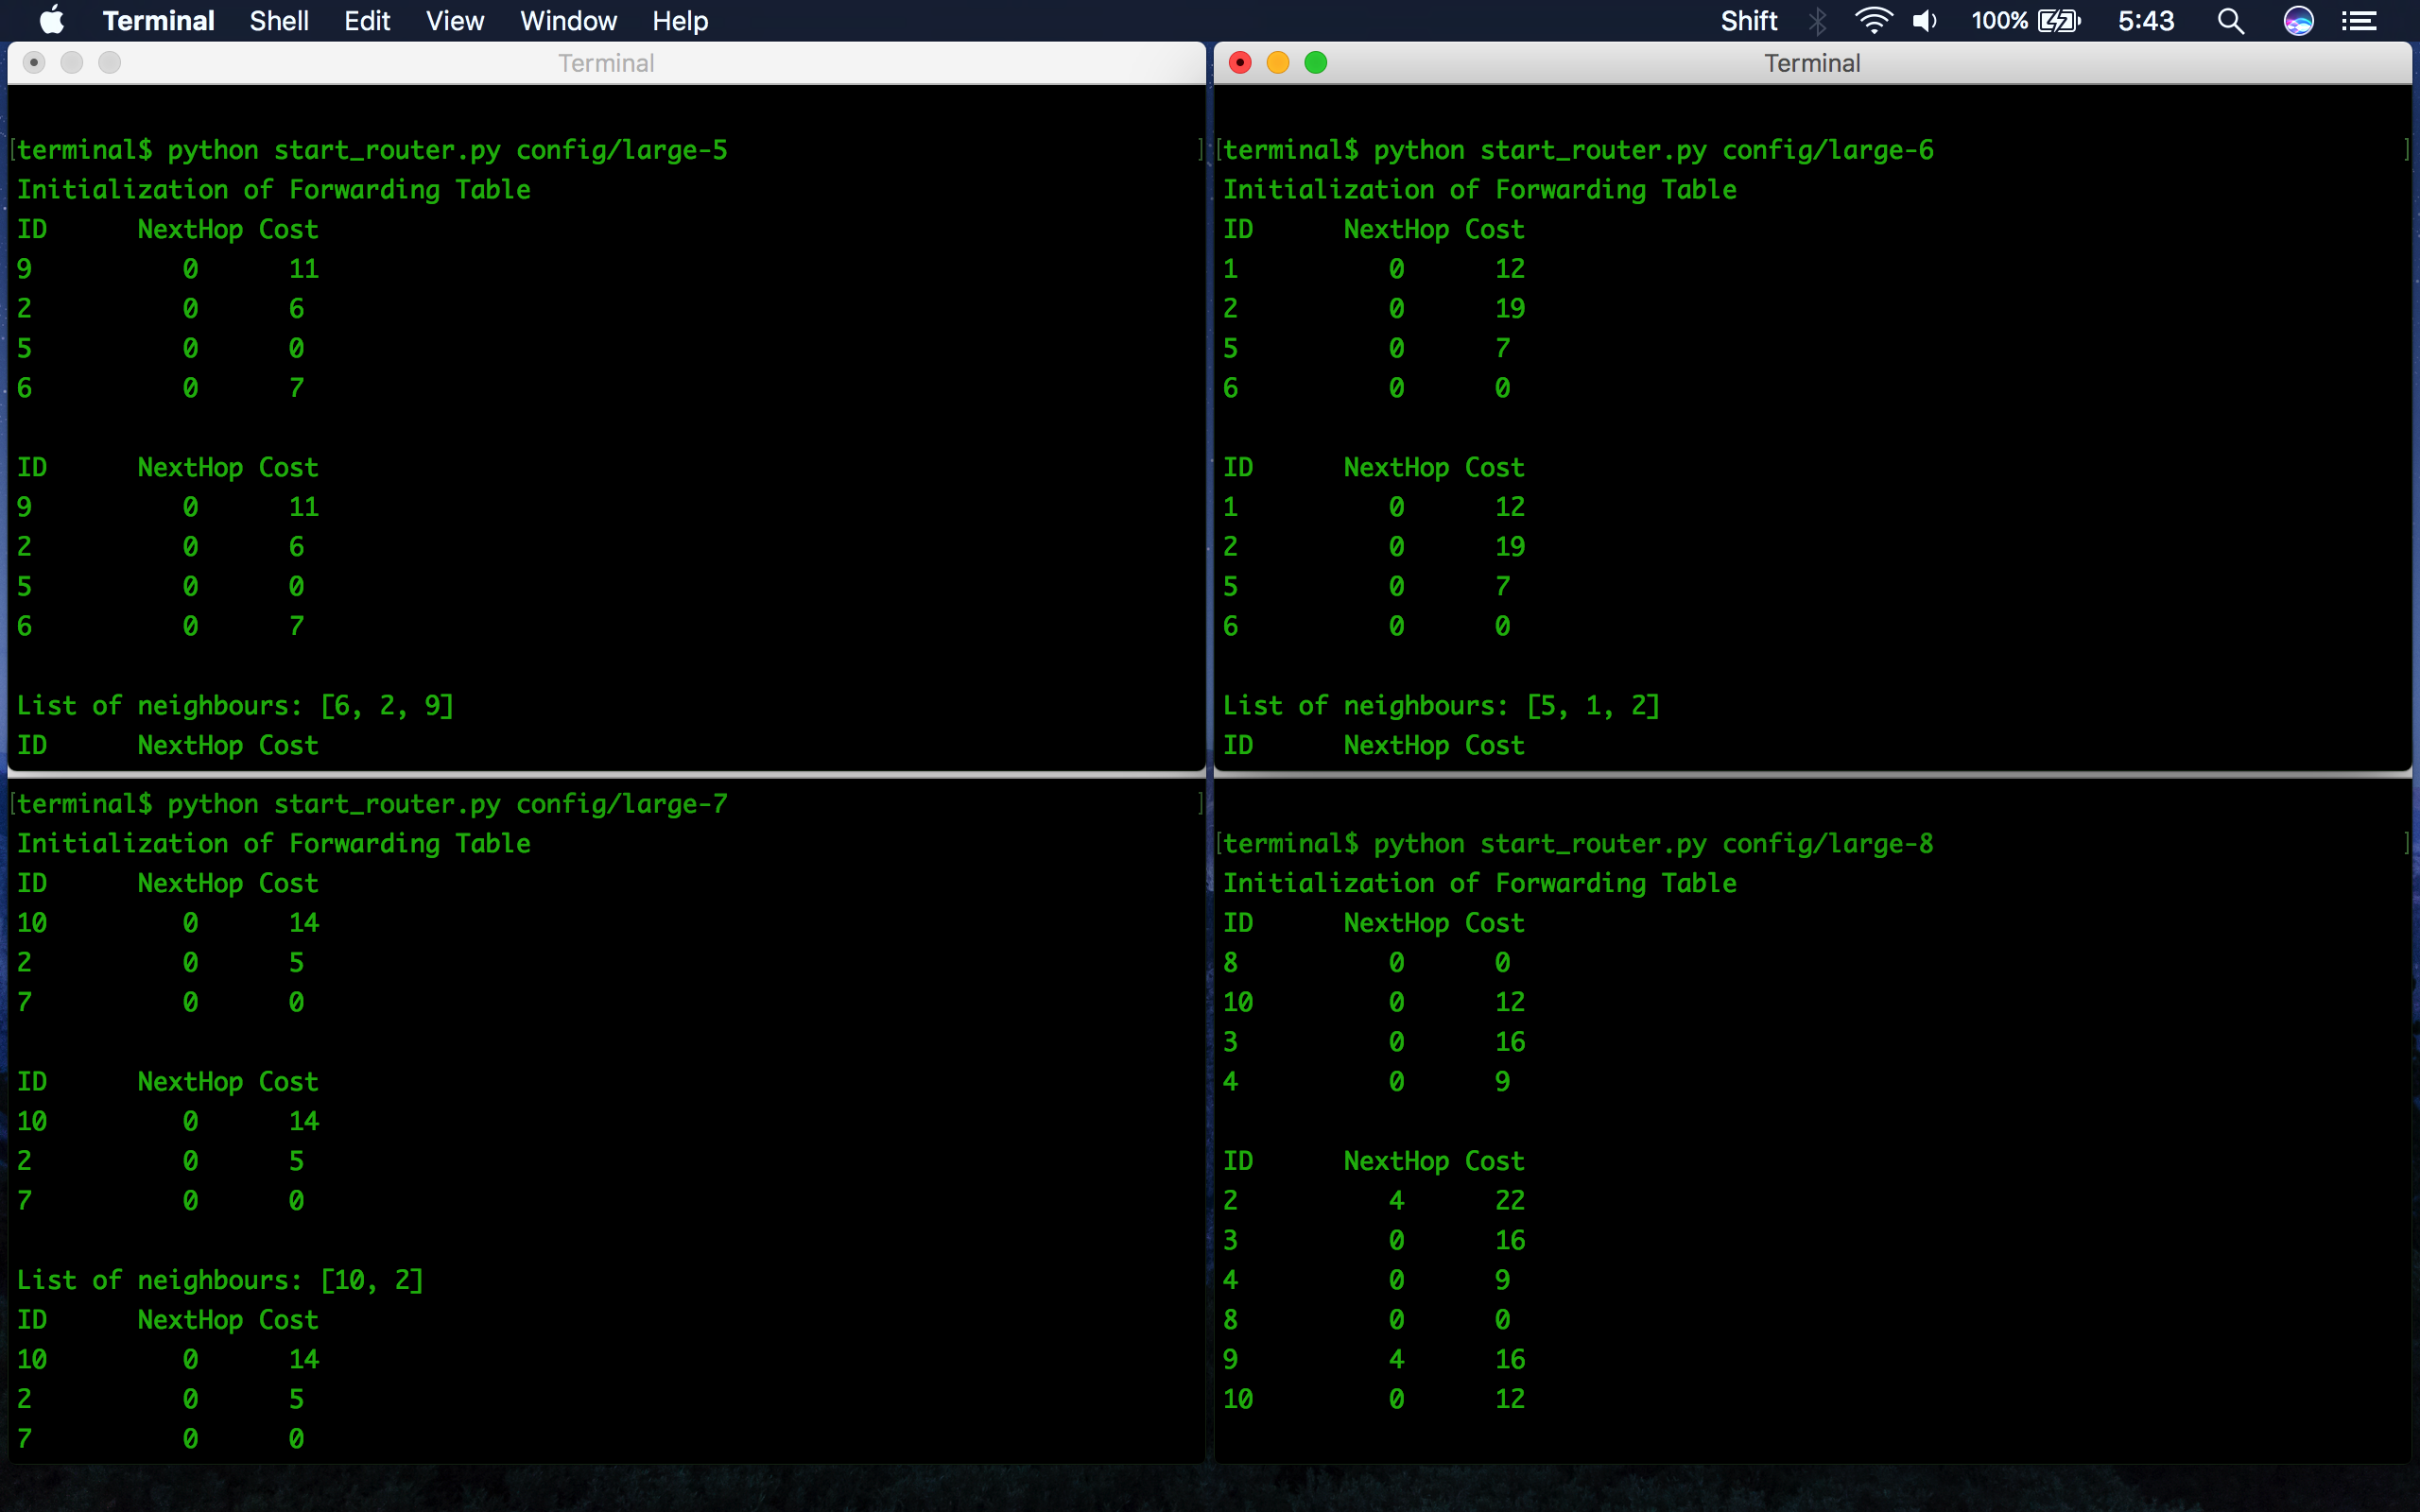 Terminal Shell Edit View Window Help Shift 100% 5:43
Terminal
[terminal$ python start_router.py config/large-5 ]
Initialization of Forwarding Table
ID NextHop Cost
9 0 11
2 0 6
5 0 0
6 0 7
ID NextHop Cost
9 0 11
2 0 6
5 0 0
6 0 7
List of neighbours: [6, 2, 9]
ID NextHop Cost
Terminal
[terminal$ python start_router.py config/large-6 ]
Initialization of Forwarding Table
ID NextHop Cost
1 0 12
2 0 19
5 0 7
6 0 0
ID NextHop Cost
1 0 12
2 0 19
5 0 7
6 0 0
List of neighbours: [5, 1, 2]
ID NextHop Cost
[terminal$ python start_router.py config/large-7 ]
Initialization of Forwarding Table
ID NextHop Cost
10 0 14
2 0 5
7 0 0
ID NextHop Cost
10 0 14
2 0 5
7 0 0
List of neighbours: [10, 2]
ID NextHop Cost
10 0 14
2 0 5
7 0 0
[terminal$ python start_router.py config/large-8 ]
Initialization of Forwarding Table
ID NextHop Cost
8 0 0
10 0 12
3 0 16
4 0 9
ID NextHop Cost
2 4 22
3 0 16
4 0 9
8 0 0
9 4 16
10 0 12